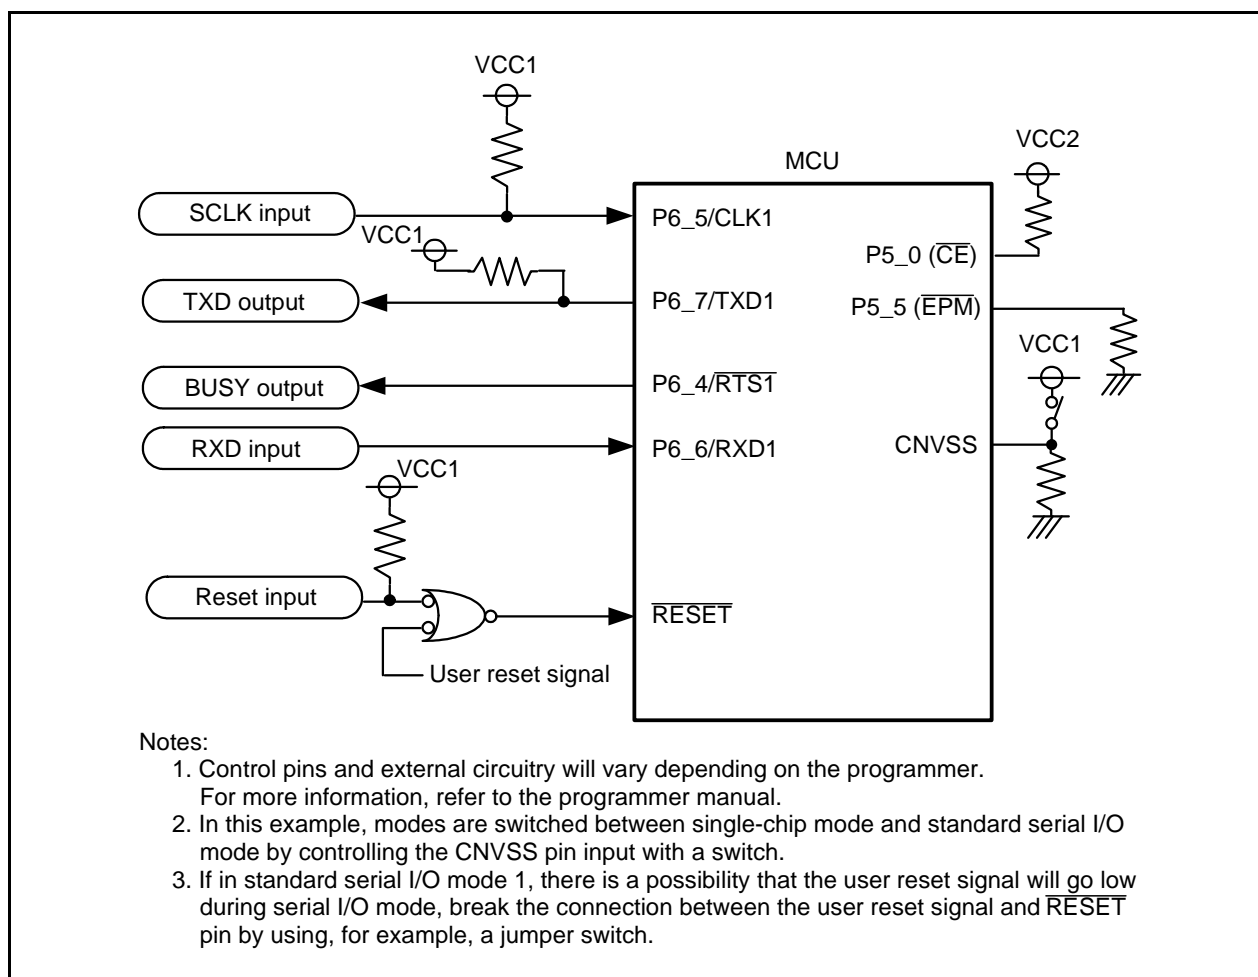 VCC1
MCU
VCC2
SCLK input
P6_5/CLK1
VCC1
P5_0 (CE)
TXD output
P6_7/TXD1
P5_5 (EPM)
VCC1
BUSY output
P6_4/RTS1
RXD input
P6_6/RXD1
CNVSS
VCC1
Reset input
RESET
User reset signal
Notes:
1. Control pins and external circuitry will vary depending on the programmer.
For more information, refer to the programmer manual.
2. In this example, modes are switched between single-chip mode and standard serial I/O
mode by controlling the CNVSS pin input with a switch.
3. If in standard serial I/O mode 1, there is a possibility that the user reset signal will go low
during serial I/O mode, break the connection between the user reset signal and RESET
pin by using, for example, a jumper switch.